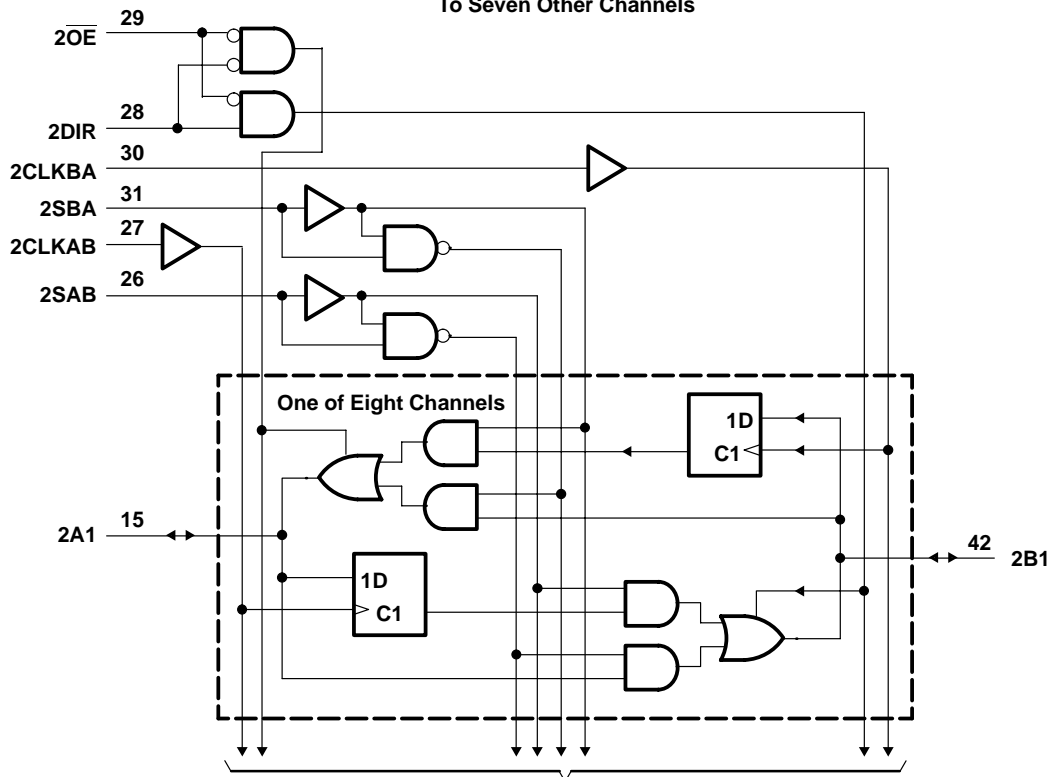 To Seven Other Channels
29
2O̅E̅
28
2DIR
30
2CLKBA
31
2SBA
27
2CLKAB
26
2SAB
One of Eight Channels
1D
C1
15
2A1
42
2B1
1D
C1